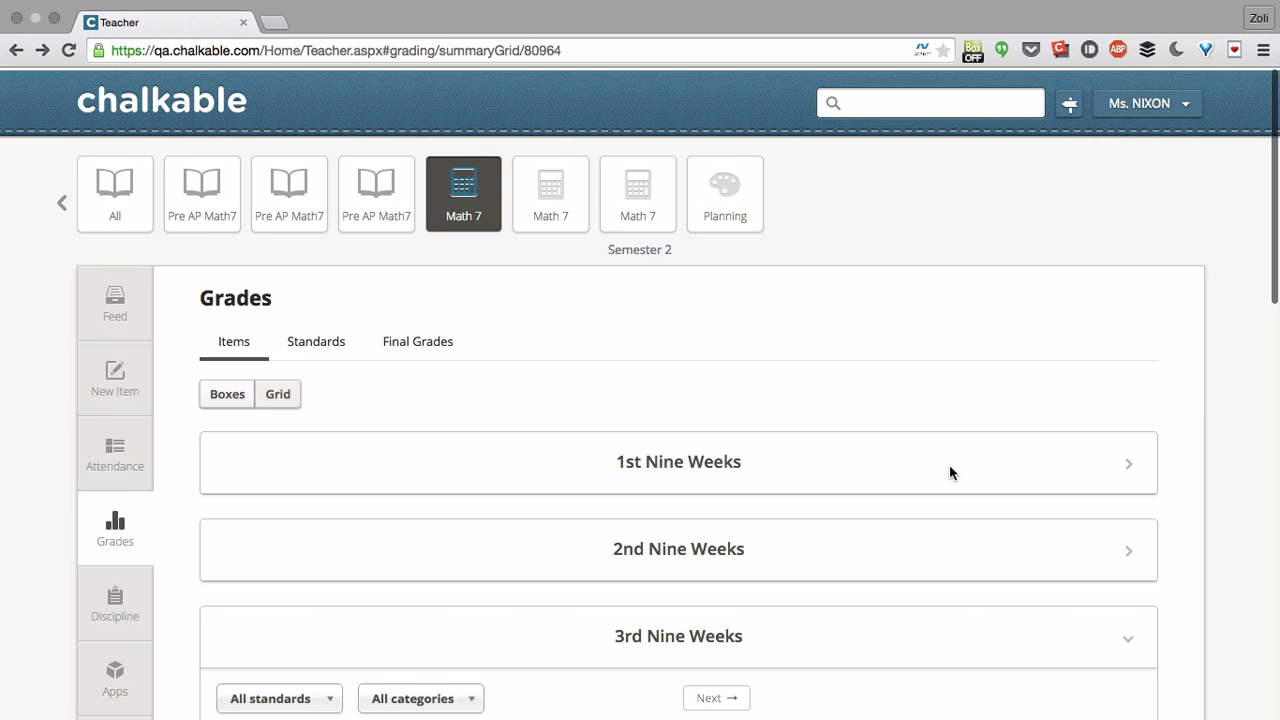 Teacher
Zoli
https://qa.chalkable.com/Home/Teacher.aspx#grading/summaryGrid/80964
Box
OFF
ABP
chalkable
Ms. NIXON
All
Pre AP Math7
Pre AP Math7
Pre AP Math7
Math 7
Math 7
Math 7
Planning
Semester 2
Feed
New Item
Attendance
Grades
Discipline
Apps
Grades
Items Standards Final Grades
Boxes Grid
1st Nine Weeks
2nd Nine Weeks
3rd Nine Weeks
All standards All categories Next →